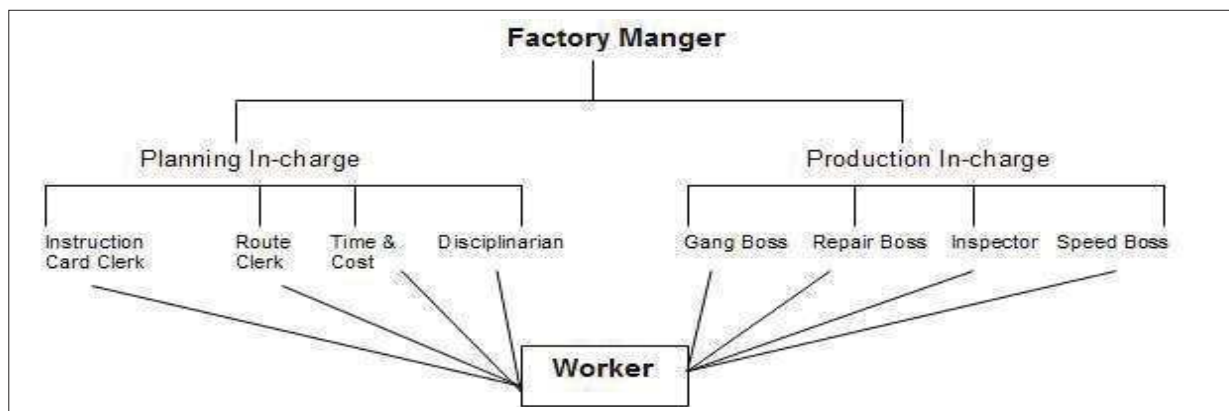 Factory Manger
Planning In-charge
Production In-charge
Instruction
Card Clerk
Route
Clerk
Time &
Cost
Disciplinarian
Gang Boss
Repair Boss
Inspector
Speed Boss
Worker